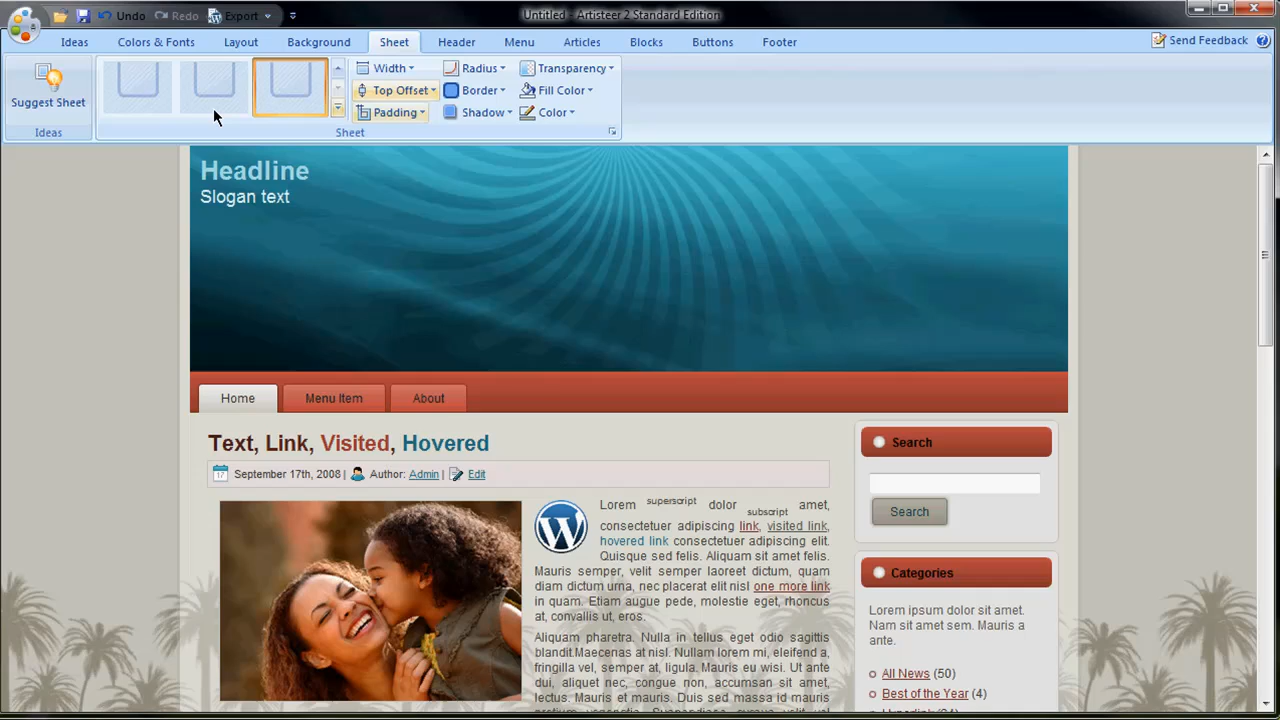 Undo Redo Export Untitled - Artisteer 2 Standard Edition
Ideas Colors & Fonts Layout Background Sheet Header Menu Articles Blocks Buttons Footer Send Feedback
Suggest Sheet
Width Radius Transparency
Top Offset Border Fill Color
Padding Shadow Color
Ideas Sheet
Headline
Slogan text
Home Menu Item About
Text, Link, Visited, Hovered
September 17th, 2008 | Author: Admin | Edit
Lorem superscript dolor subscript amet,
consectetuer adipiscing link, visited link,
hovered link consectetuer adipiscing elit.
Quisque sed felis. Aliquam sit amet felis.
Mauris semper, velit semper laoreet dictum, quam
diam dictum urna, nec placerat elit nisl one more link
in quam. Etiam augue pede, molestie eget, rhoncus
at, convallis ut, eros.
Aliquam pharetra. Nulla in tellus eget odio sagittis
blandit. Maecenas at nisl. Nullam lorem mi, eleifend a,
fringilla vel, semper at, ligula. Mauris eu wisi. Ut ante
dui, aliquet nec, congue non, accumsan sit amet,
lectus. Mauris et mauris. Duis sed massa id mauris
Search
Search
Categories
Lorem ipsum dolor sit amet.
Nam sit amet sem. Mauris a
ante.
All News (50)
Best of the Year (4)